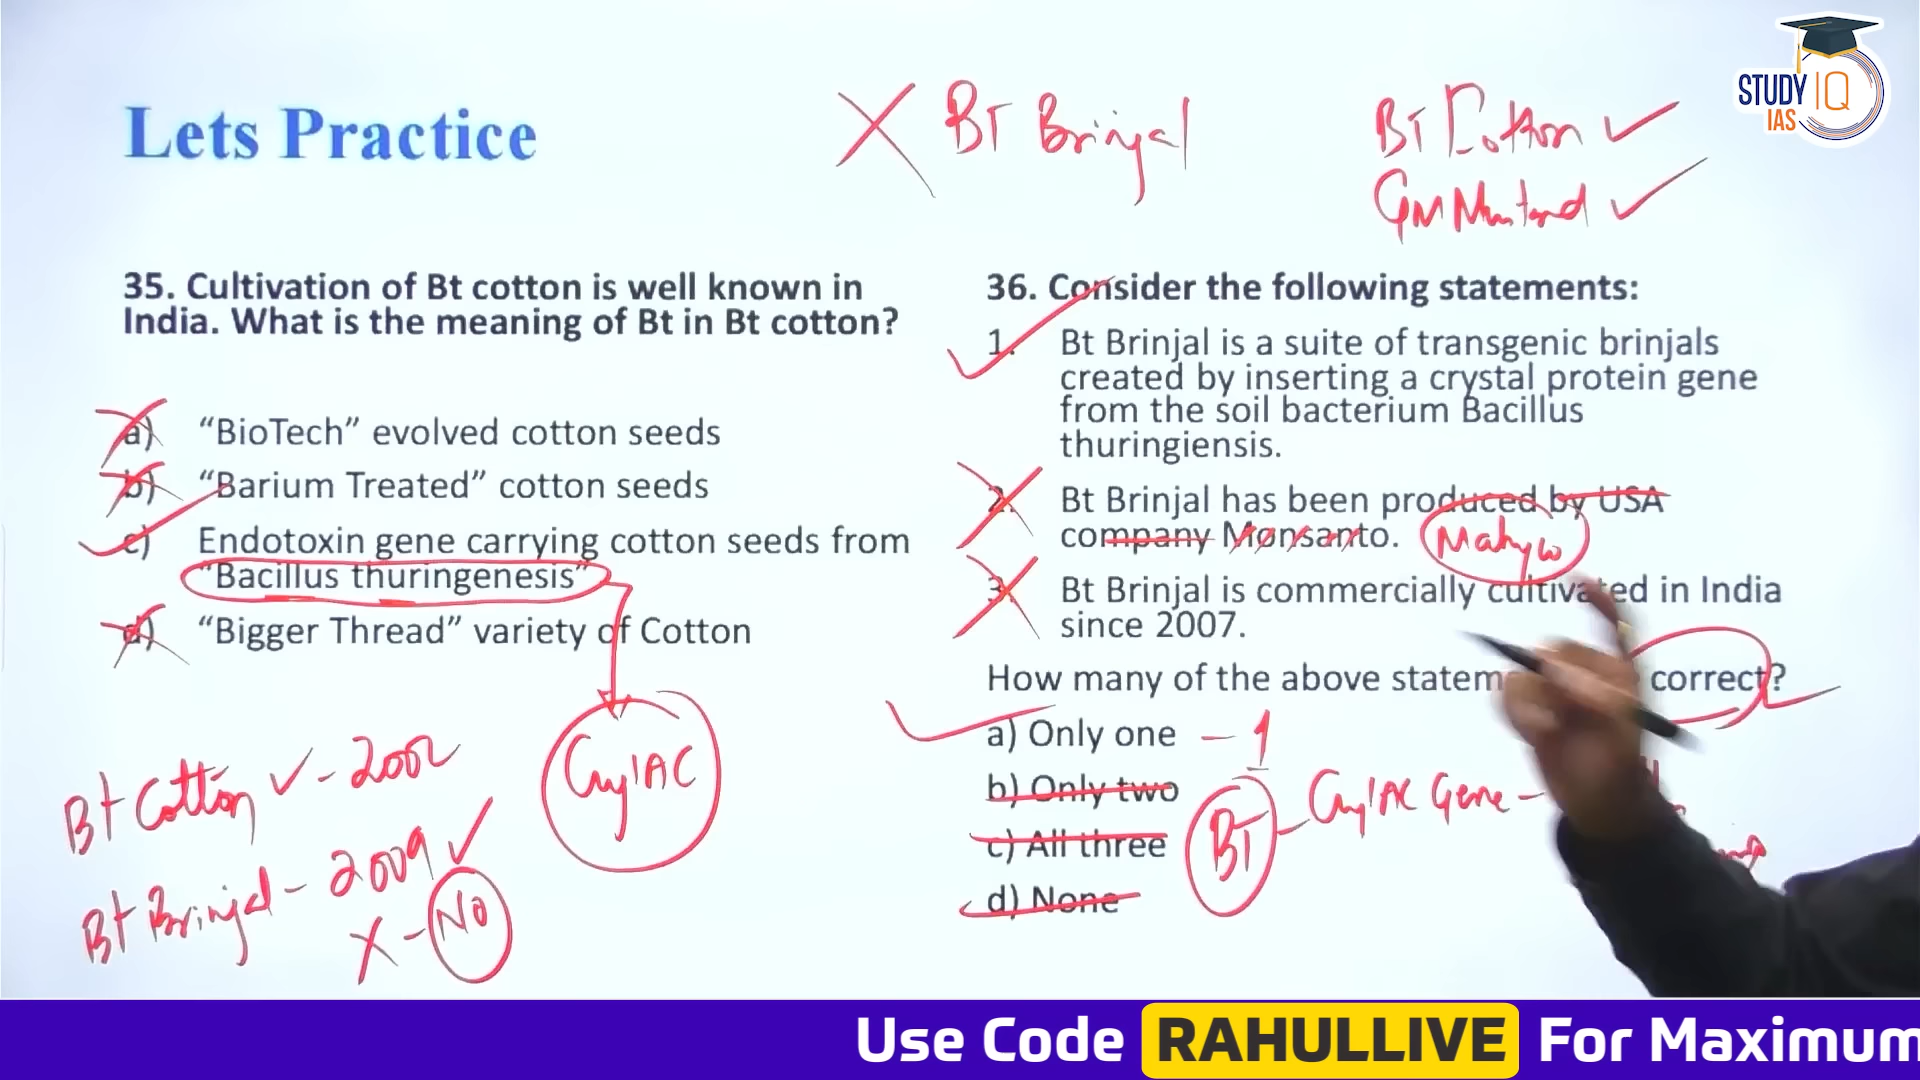 STUDY IQ
IAS
Lets Practice
X BT Brinjal
BT Cotton ✓
GM Mustard ✓
35. Cultivation of Bt cotton is well known in
India. What is the meaning of Bt in Bt cotton?
a) “BioTech” evolved cotton seeds
b) “Barium Treated” cotton seeds
c) Endotoxin gene carrying cotton seeds from
“Bacillus thuringenesis”
d) “Bigger Thread” variety of Cotton
Cry1AC
Bt Cotton ✓ - 2002
Bt Brinjal - 2009 ✓
X - NO
36. Consider the following statements:
1. Bt Brinjal is a suite of transgenic brinjals
created by inserting a crystal protein gene
from the soil bacterium Bacillus
thuringiensis.
2. Bt Brinjal has been produced by USA
company Monsanto. Mahyco
3. Bt Brinjal is commercially cultivated in India
since 2007.
How many of the above statem correct?
a) Only one - 1
b) Only two
c) All three
d) None
BT - Cry1AC Gene -
Use Code RAHULLIVE For Maximum